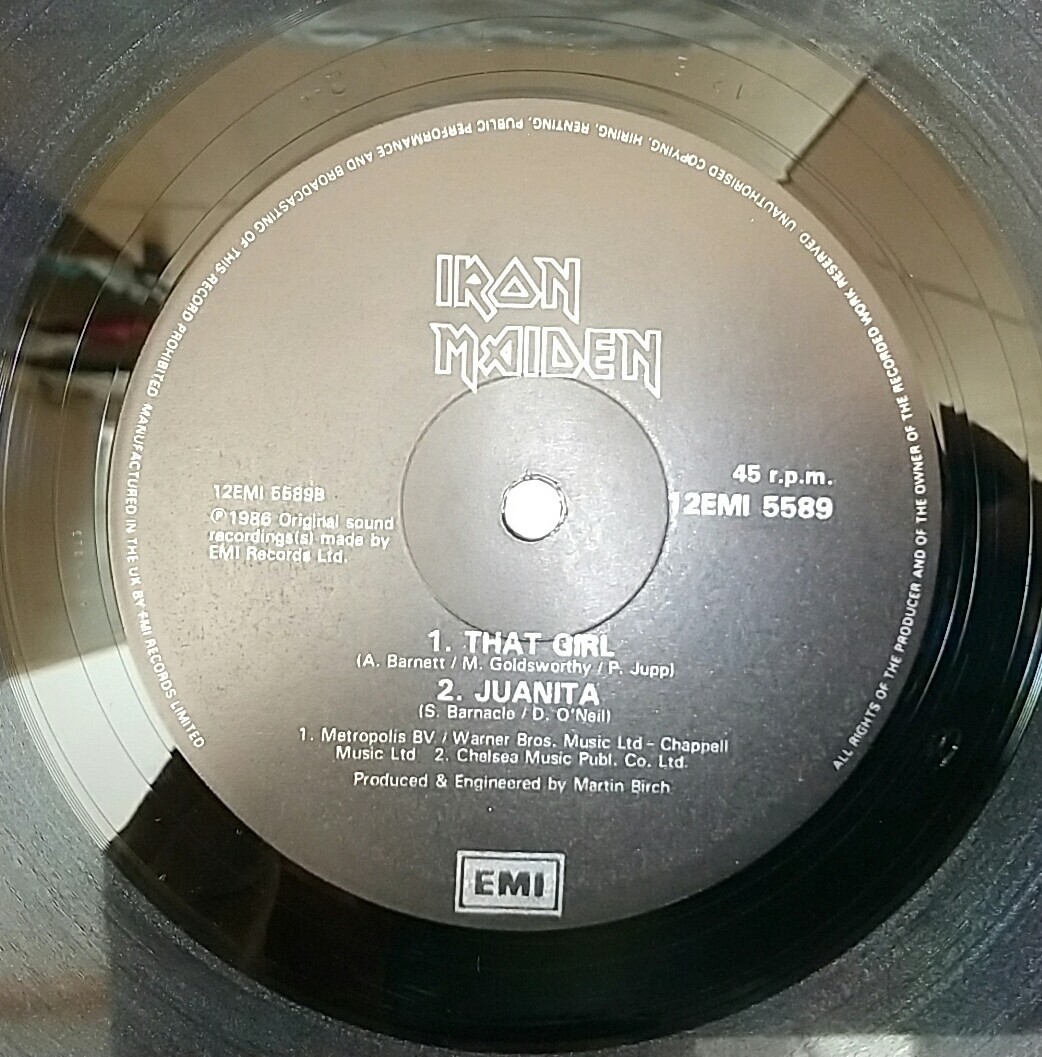 IRON
MAIDEN
45 r.p.m.
12EMI 5589
12EMI 5589B
℗1986 Original sound
recordings(s) made by
EMI Records Ltd.
1. THAT GIRL
(A. Barnett / M. Goldsworthy / P. Jupp)
2. JUANITA
(S. Barnacle / D. O'Neil)
1. Metropolis BV. / Warner Bros. Music Ltd - Chappell
Music Ltd 2. Chelsea Music Publ. Co. Ltd.
Produced & Engineered by Martin Birch
EMI
ALL RIGHTS OF THE PRODUCER AND OF THE OWNER OF THE RECORDED WORK RESERVED. UNAUTHORISED COPYING, HIRING, RENTING, PUBLIC PERFORMANCE AND BROADCASTING OF THIS RECORD PROHIBITED. MANUFACTURED IN THE UK BY EMI RECORDS LIMITED